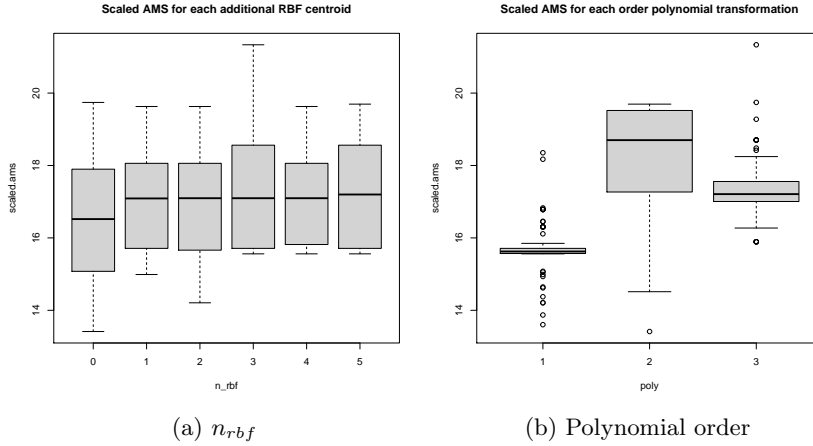 Scaled AMS for each additional RBF centroid
scaled.ams
20
18
16
14
0 1 2 3 4 5
n_rbf
(a) n_rbf
Scaled AMS for each order polynomial transformation
scaled.ams
20
18
16
14
1 2 3
poly
(b) Polynomial order